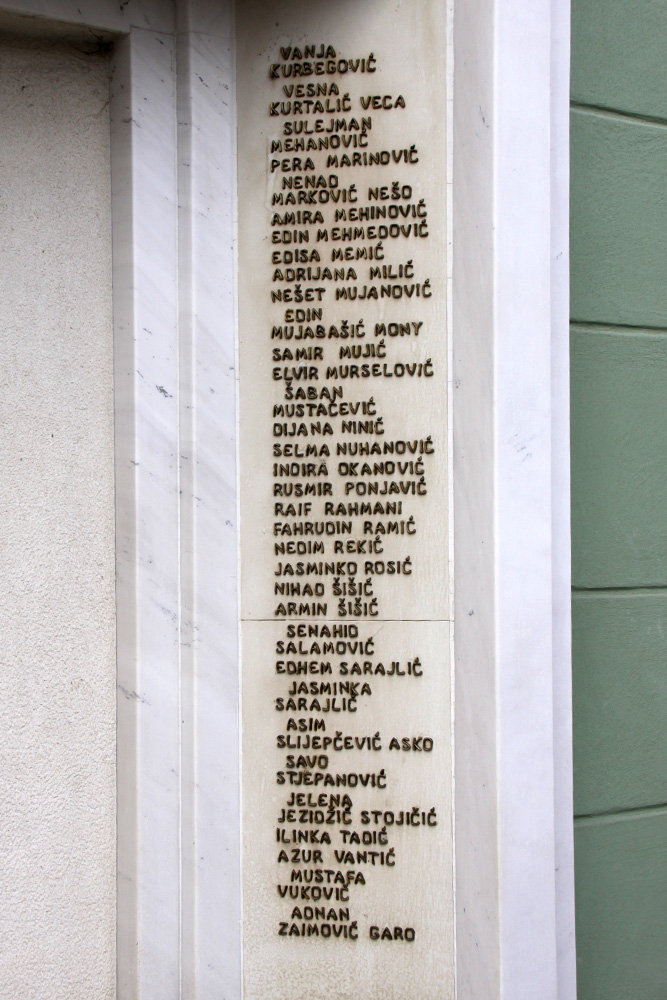 VANJA
KURBEGOVIĆ
VESNA
KURTALIĆ VECA
SULEJMAN
MEHANOVIĆ
PERA MARINOVIĆ
NENAD
MARKOVIĆ NEŠO
AMIRA MEHINOVIĆ
EDIN MEHMEDOVIĆ
EDISA MEMIĆ
ADRIJANA MILIĆ
NEŠET MUJANOVIĆ
EDIN
MUJABAŠIĆ MONY
SAMIR MUJIĆ
ELVIR MURSELOVIĆ
ŠABAN
MUSTAČEVIĆ
DIJANA NINIĆ
SELMA NUHANOVIĆ
INDIRA OKANOVIĆ
RUSMIR PONJAVIĆ
RAIF RAHMANI
FAHRUDIN RAMIĆ
NEDIM REKIĆ
JASMINKO ROSIĆ
NIHAD ŠIŠIĆ
ARMIN ŠIŠIĆ
SENAHID
SALAMOVIĆ
EDHEM SARAJLIĆ
JASMINKA
SARAJLIĆ
ASIM
SLIJEPČEVIĆ ASKO
SAVO
STJEPANOVIĆ
JELENA
JEZIDŽIĆ STOJIČIĆ
ILINKA TADIĆ
AZUR VANTIĆ
MUSTAFA
VUKOVIĆ
ADNAN
ZAIMOVIĆ GARO